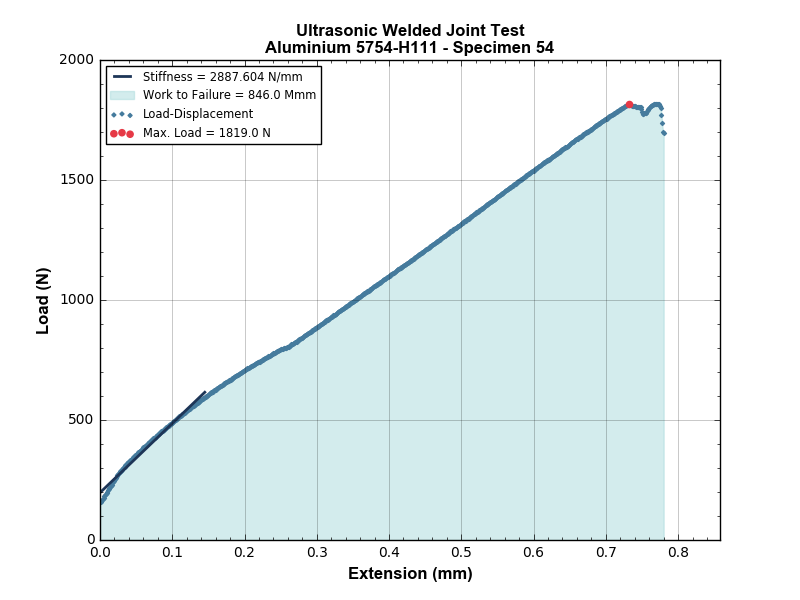 Ultrasonic Welded Joint Test
Aluminium 5754-H111 - Specimen 54
Stiffness = 2887.604 N/mm
Work to Failure = 846.0 Mmm
Load-Displacement
Max. Load = 1819.0 N
2000
1500
1000
500
0
Load (N)
0.0 0.1 0.2 0.3 0.4 0.5 0.6 0.7 0.8
Extension (mm)